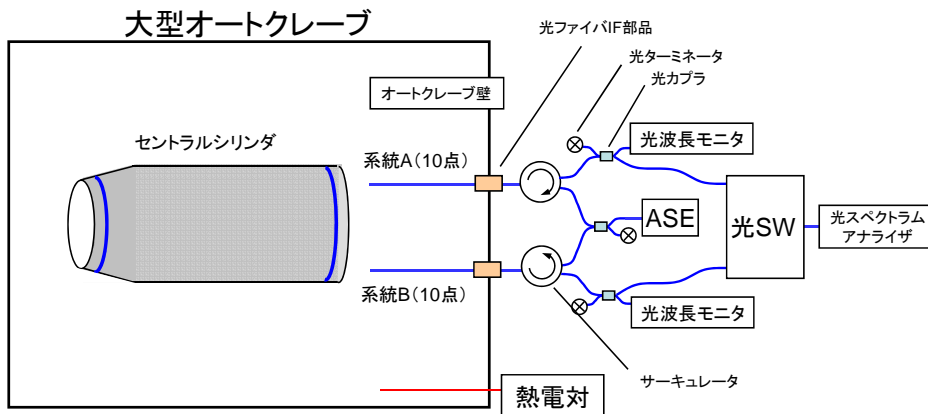 大型オートクレーブ
光ファイバIF部品
光ターミネータ
光カプラ
オートクレーブ壁
光波長モニタ
セントラルシリンダ
系統A(10点)
ASE
光SW
光スペクトラム
アナライザ
系統B(10点)
光波長モニタ
サーキュレータ
熱電対